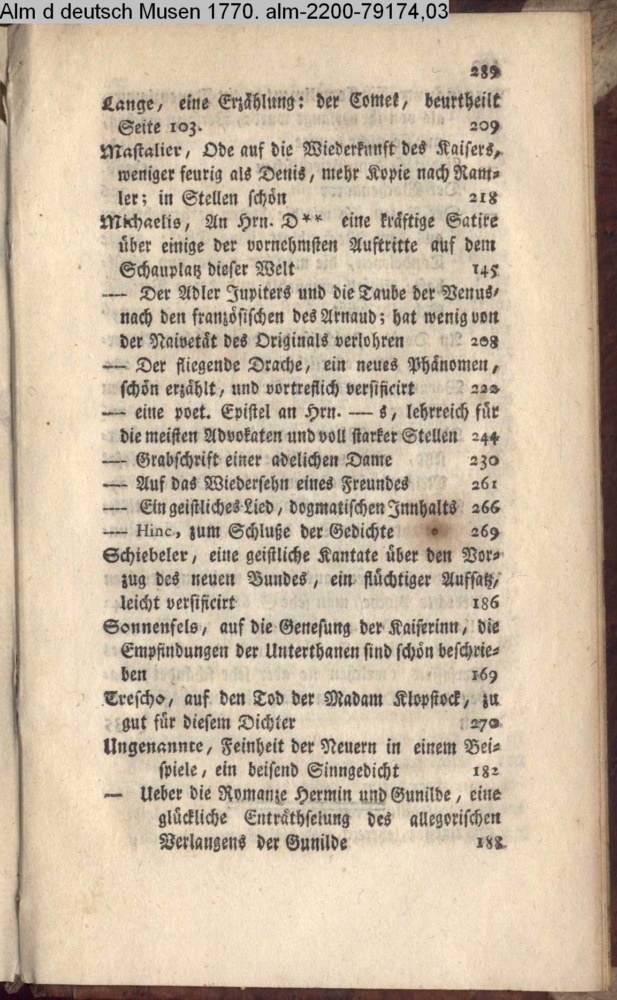 Alm d deutsch Musen 1770. alm-2200-79174,03
289
Lange, eine Erzählung: der Comet, beurtheilt
Seite 103. 209
Mastalier, Ode auf die Wiederkunft des Kaisers,
weniger feurig als Denis, mehr Kopie nach Ram-
ler; in Stellen schön 218
Michaelis, An Hrn. D** eine kräftige Satire
über einige der vornehmsten Auftritte auf dem
Schauplatz dieser Welt 145
— Der Adler Jupiters und die Taube der Venus,
nach den französischen des Arnaud; hat wenig von
der Naivetät des Originals verlohren 208
— Der fliegende Drache, ein neues Phänomen,
schön erzählt, und vortreflich versificirt 222
— eine poet. Epistel an Hrn. — s, lehrreich für
die meisten Advokaten und voll starker Stellen 244
— Grabschrift einer adelichen Dame 230
— Auf das Wiedersehn eines Freundes 261
— Ein geistliches Lied, dogmatischen Innhalts 266
— Hinc, zum Schluße der Gedichte 269
Schiebeler, eine geistliche Kantate über den Vor-
zug des neuen Bundes, ein flüchtiger Aufsatz,
leicht versificirt 186
Sonnenfels, auf die Genesung der Kaiserinn, die
Empfindungen der Unterthanen sind schön beschrie-
ben 169
Trescho, auf den Tod der Madam Klopstock, zu
gut für diesem Dichter 270
Ungenannte, Feinheit der Neuern in einem Bei-
spiele, ein beisend Sinngedicht 182
— Ueber die Romanze Hermin und Gunilde, eine
glückliche Enträthselung des allegorischen
Verlangens der Gunilde 188